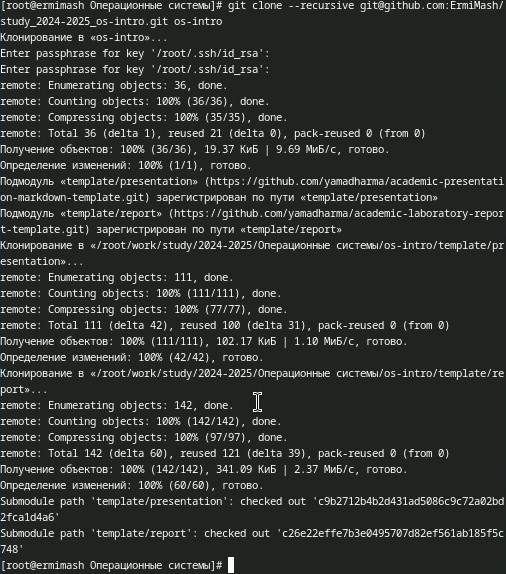 [root@ermimash Операционные системы]# git clone --recursive git@github.com:ErmiMash/
study_2024-2025_os-intro.git os-intro
Клонирование в «os-intro»...
Enter passphrase for key '/root/.ssh/id_rsa':
Enter passphrase for key '/root/.ssh/id_rsa':
remote: Enumerating objects: 36, done.
remote: Counting objects: 100% (36/36), done.
remote: Compressing objects: 100% (35/35), done.
remote: Total 36 (delta 1), reused 21 (delta 0), pack-reused 0 (from 0)
Получение объектов: 100% (36/36), 19.37 КиБ | 9.69 МиБ/с, готово.
Определение изменений: 100% (1/1), готово.
Подмодуль «template/presentation» (https://github.com/yamadharma/academic-presentati
on-markdown-template.git) зарегистрирован по пути «template/presentation»
Подмодуль «template/report» (https://github.com/yamadharma/academic-laboratory-repor
t-template.git) зарегистрирован по пути «template/report»
Клонирование в «/root/work/study/2024-2025/Операционные системы/os-intro/template/pr
esentation»...
remote: Enumerating objects: 111, done.
remote: Counting objects: 100% (111/111), done.
remote: Compressing objects: 100% (77/77), done.
remote: Total 111 (delta 42), reused 100 (delta 31), pack-reused 0 (from 0)
Получение объектов: 100% (111/111), 102.17 КиБ | 1.10 МиБ/с, готово.
Определение изменений: 100% (42/42), готово.
Клонирование в «/root/work/study/2024-2025/Операционные системы/os-intro/template/re
port»...
remote: Enumerating objects: 142, done.
remote: Counting objects: 100% (142/142), done.
remote: Compressing objects: 100% (97/97), done.
remote: Total 142 (delta 60), reused 121 (delta 39), pack-reused 0 (from 0)
Получение объектов: 100% (142/142), 341.09 КиБ | 2.37 МиБ/с, готово.
Определение изменений: 100% (60/60), готово.
Submodule path 'template/presentation': checked out 'c9b2712b4b2d431ad5086c9c72a02bd
2fca1d4a6'
Submodule path 'template/report': checked out 'c26e22effe7b3e0495707d82ef561ab185f5c
748'
[root@ermimash Операционные системы]#